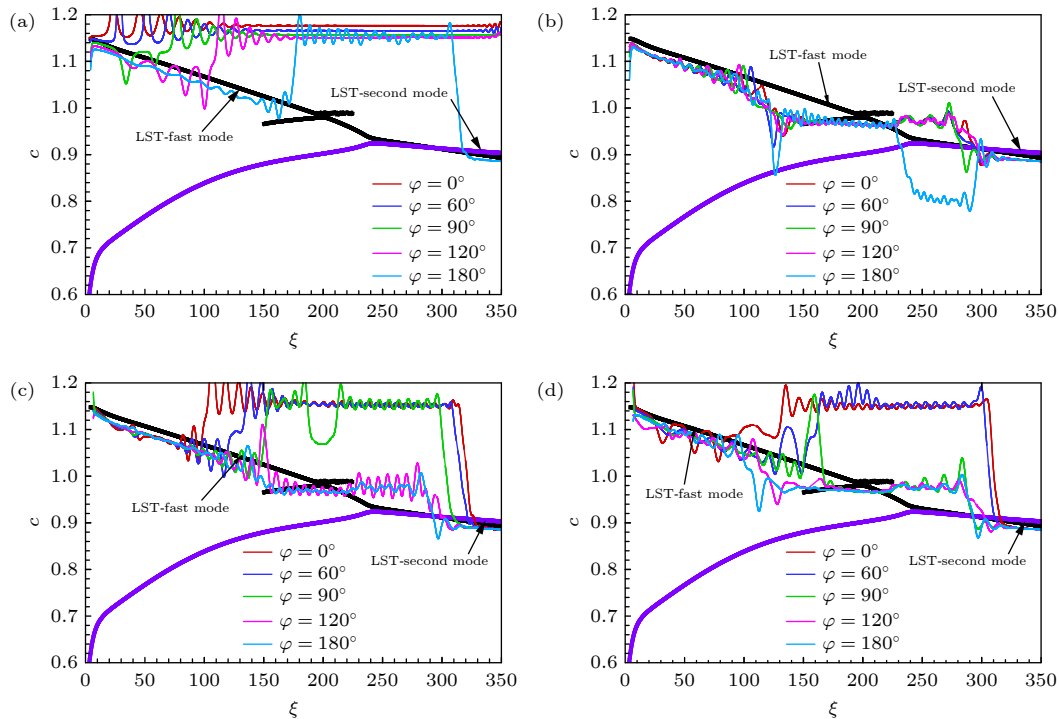 (a)
1.2
1.1
1.0
0.9
0.8
0.7
0.6
c
0 50 100 150 200 250 300 350
ξ
LST-fast mode
LST-second mode
φ = 0°
φ = 60°
φ = 90°
φ = 120°
φ = 180°
(b)
1.2
1.1
1.0
0.9
0.8
0.7
0.6
c
0 50 100 150 200 250 300 350
ξ
LST-fast mode
LST-second mode
φ = 0°
φ = 60°
φ = 90°
φ = 120°
φ = 180°
(c)
1.2
1.1
1.0
0.9
0.8
0.7
0.6
c
0 50 100 150 200 250 300 350
ξ
LST-fast mode
LST-second mode
φ = 0°
φ = 60°
φ = 90°
φ = 120°
φ = 180°
(d)
1.2
1.1
1.0
0.9
0.8
0.7
0.6
c
0 50 100 150 200 250 300 350
ξ
LST-fast mode
LST-second mode
φ = 0°
φ = 60°
φ = 90°
φ = 120°
φ = 180°